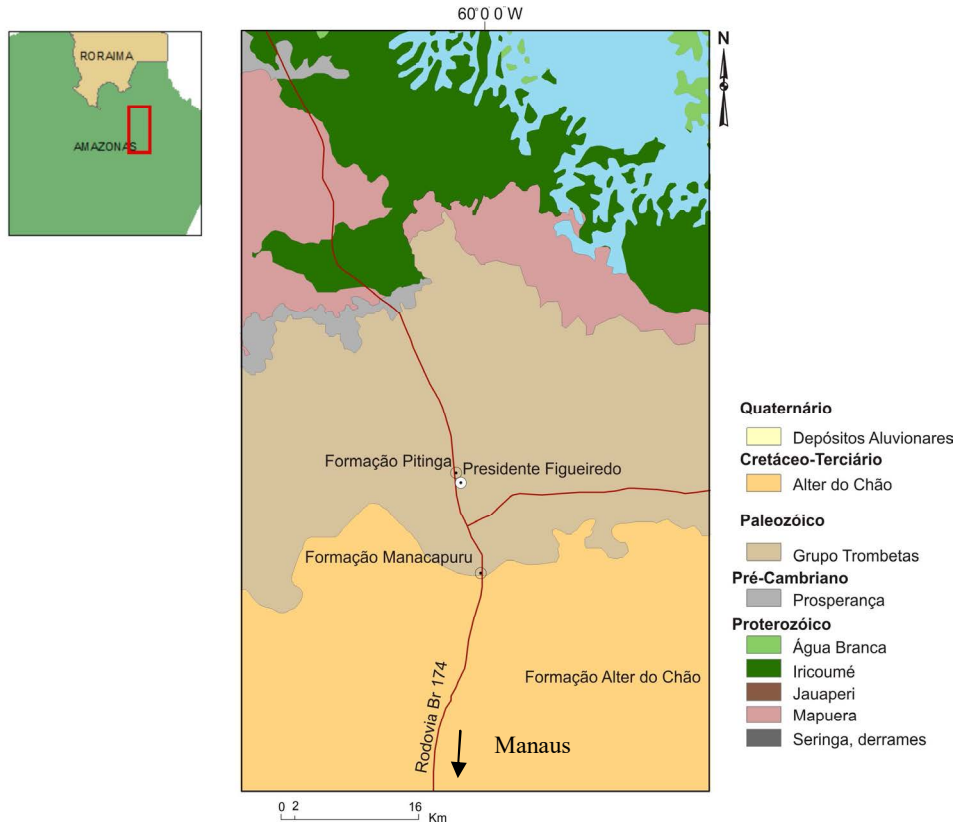 60°0'0"W
RORAIMA
AMAZONAS
N
Formação Pitinga
Presidente Figueiredo
Formação Manacapuru
Formação Alter do Chão
Rodovia Br 174
Manaus
0 2 16
Km
Quaternário
Depósitos Aluvionares
Cretáceo-Terciário
Alter do Chão
Paleozóico
Grupo Trombetas
Pré-Cambriano
Prosperança
Proterozóico
Água Branca
Iricoumé
Jauaperi
Mapuera
Seringa, derrames